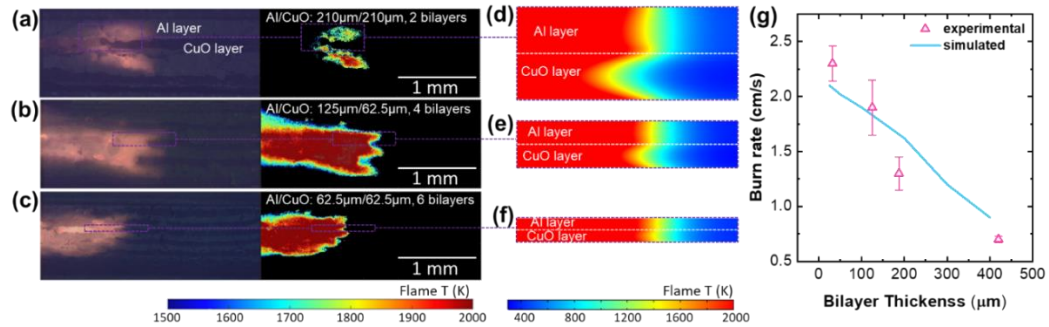 (a)
Al layer
CuO layer
Al/CuO: 210μm/210μm, 2 bilayers
1 mm
(b)
Al/CuO: 125μm/62.5μm, 4 bilayers
1 mm
(c)
Al/CuO: 62.5μm/62.5μm, 6 bilayers
1 mm
Flame T (K)
1500 1600 1700 1800 1900 2000
(d)
Al layer
CuO layer
(e)
Al layer
CuO layer
(f)
Al layer
CuO layer
Flame T (K)
400 800 1200 1600 2000
(g)
experimental
simulated
Burn rate (cm/s)
2.5
2.0
1.5
1.0
0.5
0 100 200 300 400 500
Bilayer Thickenss (μm)